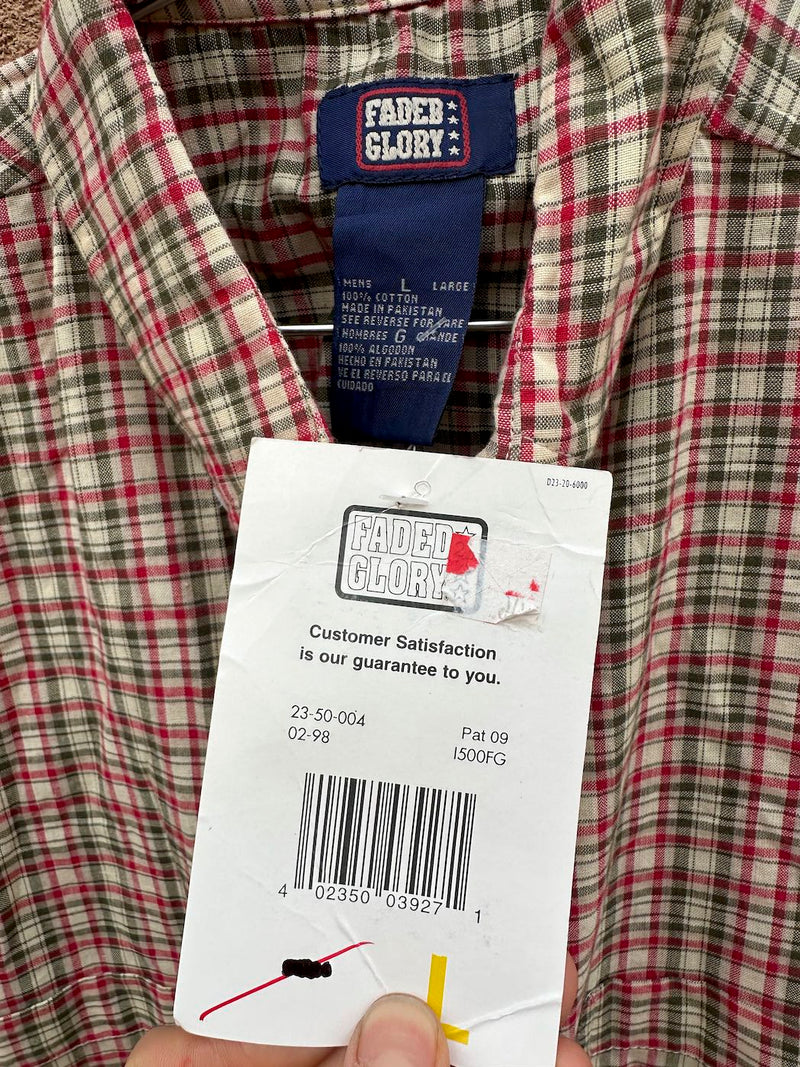 FADED
GLORY
MENS L LARGE
100% COTTON
MADE IN PAKISTAN
SEE REVERSE FOR CARE
HOMBRES G GRANDE
100% ALGODON
HECHO EN PAKISTAN
VE EL REVERSO PARA EL
CUIDADO
D23-20-6000
FADED
GLORY
Customer Satisfaction
is our guarantee to you.
23-50-004
02-98
Pat 09
I500FG
4 02350 03927 1
L